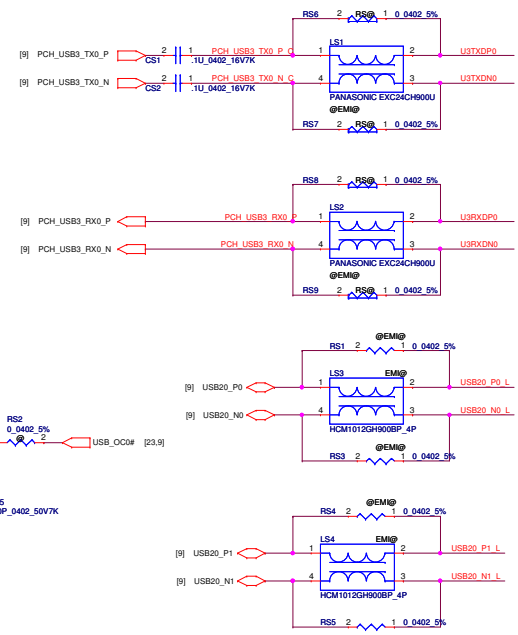 RS6 2 RS@ 1 0_0402_5%
[9] PCH_USB3_TX0_P 2 1 PCH_USB3_TX0_P_C 1 LS1 2 U3TXDP0
CS1 .1U_0402_16V7K
[9] PCH_USB3_TX0_N 2 1 PCH_USB3_TX0_N_C 4 3 U3TXDN0
CS2 .1U_0402_16V7K
PANASONIC EXC24CH900U
@EMI@
RS7 2 RS@ 1 0_0402_5%
RS8 2 RS@ 1 0_0402_5%
LS2
[9] PCH_USB3_RX0_P PCH_USB3_RX0_P 1 2 U3RXDP0
[9] PCH_USB3_RX0_N PCH_USB3_RX0_N 4 3 U3RXDN0
PANASONIC EXC24CH900U
@EMI@
RS9 2 RS@ 1 0_0402_5%
@EMI@
RS1 2 1 0_0402_5%
LS3 EMI@
[9] USB20_P0 1 2 USB20_P0_L
[9] USB20_N0 4 3 USB20_N0_L
HCM1012GH900BP_4P
@EMI@
RS3 2 1 0_0402_5%
RS2
0_0402_5%
@ 2 USB_OC0# [23,9]
5
0P_0402_50V7K
@EMI@
RS4 2 1 0_0402_5%
LS4 EMI@
[9] USB20_P1 1 2 USB20_P1_L
[9] USB20_N1 4 3 USB20_N1_L
HCM1012GH900BP_4P
RS5 2 1 0_0402_5%